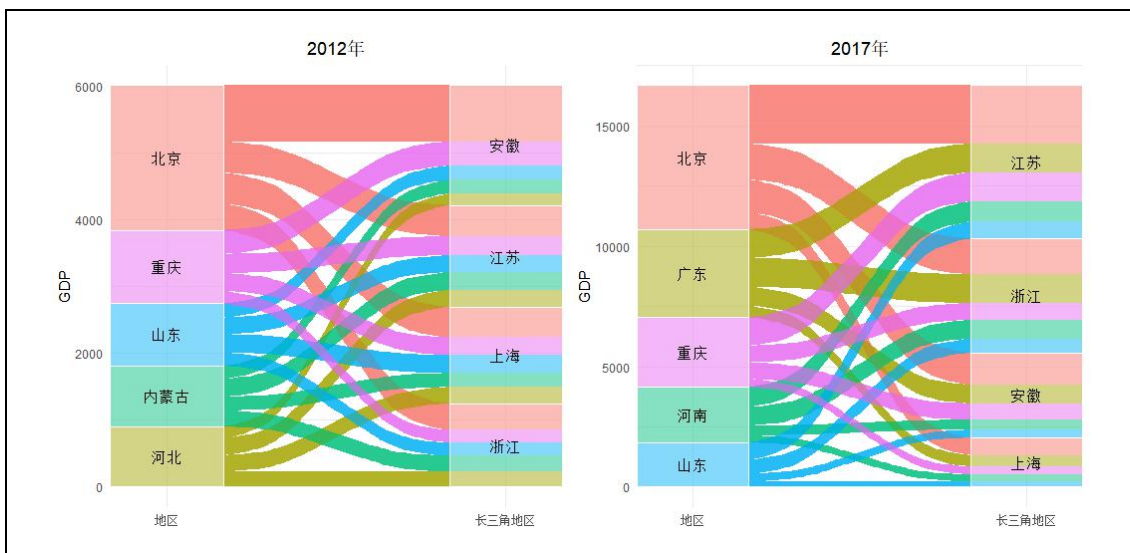 2012年
6000
4000
2000
0
GDP
北京
重庆
山东
内蒙古
河北
安徽
江苏
上海
浙江
地区
长三角地区
2017年
15000
10000
5000
0
GDP
北京
广东
重庆
河南
山东
江苏
浙江
安徽
上海
地区
长三角地区